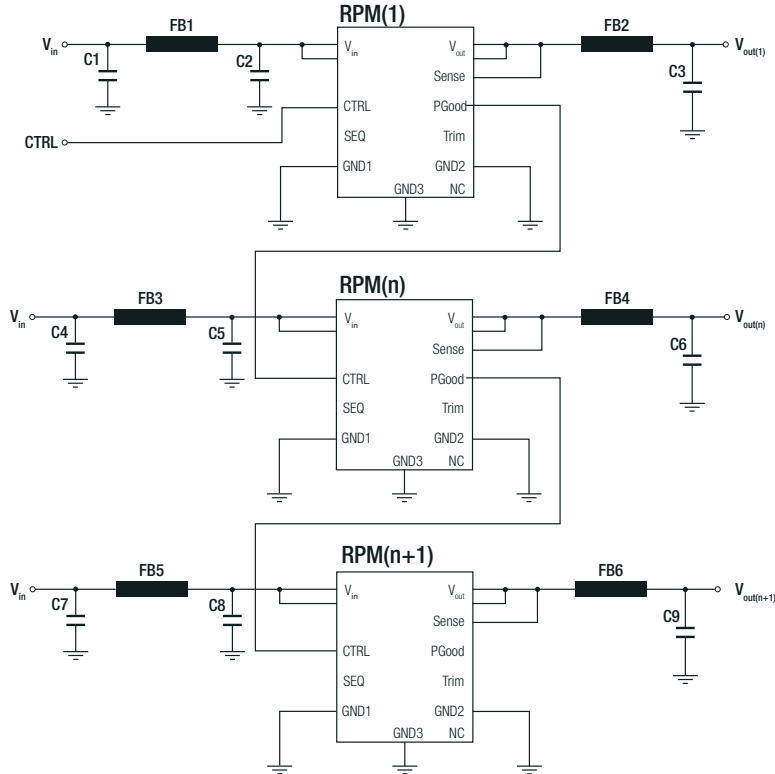 RPM(1)
Vin FB1 FB2 Vout(1)
C1 C2 C3
Vin Vout
Sense
CTRL PGood
CTRL
SEQ Trim
GND1 GND2
GND3 NC
RPM(n)
Vin FB3 FB4 Vout(n)
C4 C5 C6
Vin Vout
Sense
CTRL PGood
SEQ Trim
GND1 GND2
GND3 NC
RPM(n+1)
Vin FB5 FB6 Vout(n+1)
C7 C8 C9
Vin Vout
Sense
CTRL PGood
SEQ Trim
GND1 GND2
GND3 NC